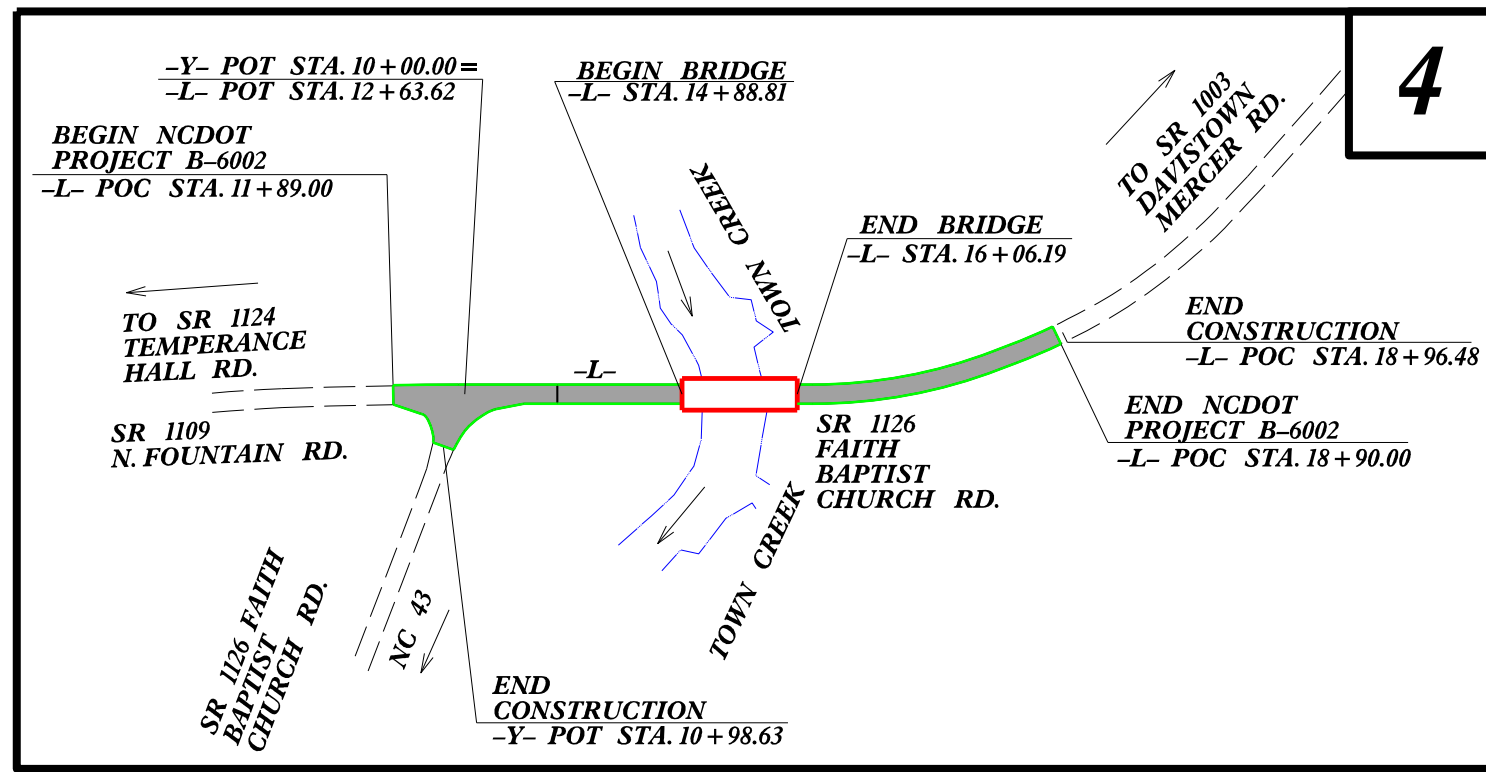 4
–Y– POT STA. 10+00.00=
–L– POT STA. 12+63.62
BEGIN BRIDGE
–L– STA. 14+88.81
BEGIN NCDOT
PROJECT B–6002
–L– POC STA. 11+89.00
TOWN CREEK
TOWN CREEK
TO SR 1003
DAVISTOWN
MERCER RD.
END BRIDGE
–L– STA. 16+06.19
TO SR 1124
TEMPERANCE
HALL RD.
END
CONSTRUCTION
–L– POC STA. 18+96.48
–L–
SR 1109
N. FOUNTAIN RD.
SR 1126
FAITH
BAPTIST
CHURCH RD.
END NCDOT
PROJECT B–6002
–L– POC STA. 18+90.00
TOWN CREEK
SR 1126 FAITH
BAPTIST
CHURCH RD.
NC 43
END
CONSTRUCTION
–Y– POT STA. 10+98.63